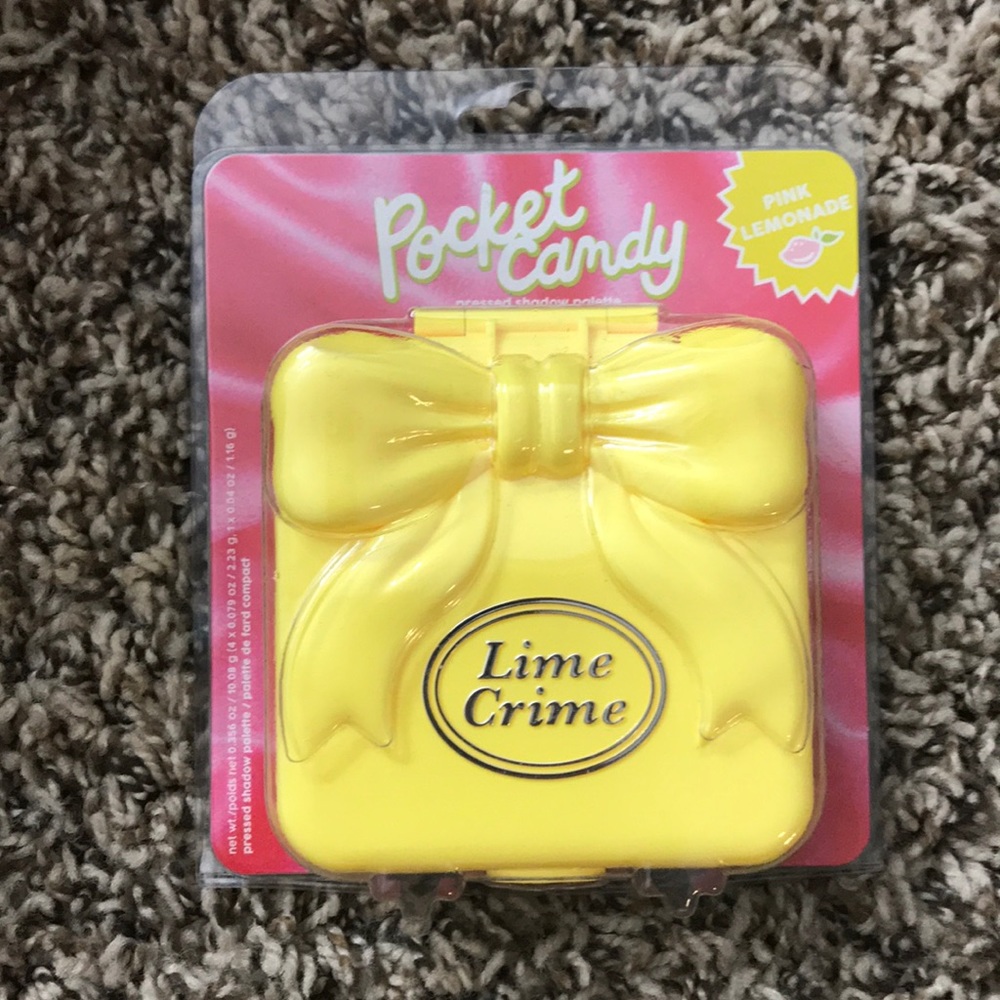 Pocket
Candy
pressed shadow palette
PINK
LEMONADE
Lime
Crime
net wt./poids net 0.356 oz / 10.08 g (4 x 0.079 oz / 2.23 g, 1 x 0.04 oz / 1.16 g)
pressed shadow palette / palette de fard compact